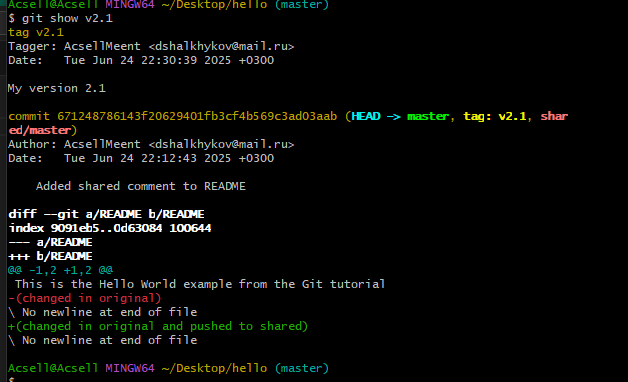 Acsell@Acsell MINGW64 ~/Desktop/hello (master)
$ git show v2.1
tag v2.1
Tagger: AcsellMeent <dshalkhykov@mail.ru>
Date:   Tue Jun 24 22:30:39 2025 +0300

My version 2.1

commit 671248786143f20629401fb3cf4b569c3ad03aab (HEAD -> master, tag: v2.1, shar
ed/master)
Author: AcsellMeent <dshalkhykov@mail.ru>
Date:   Tue Jun 24 22:12:43 2025 +0300

    Added shared comment to README

diff --git a/README b/README
index 9091eb5..0d63084 100644
--- a/README
+++ b/README
@@ -1,2 +1,2 @@
 This is the Hello World example from the Git tutorial
-(changed in original)
\ No newline at end of file
+(changed in original and pushed to shared)
\ No newline at end of file

Acsell@Acsell MINGW64 ~/Desktop/hello (master)
$